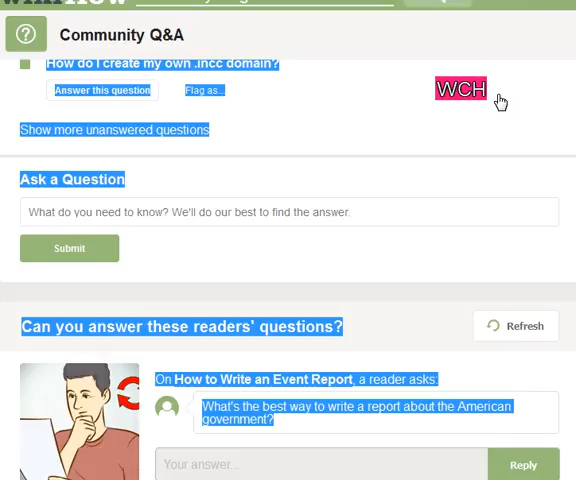 Community Q&A
How do I create my own .lncc domain?
Answer this question
Flag as...
WCH
Show more unanswered questions
Ask a Question
What do you need to know? We'll do our best to find the answer.
Submit
Can you answer these readers' questions?
Refresh
On How to Write an Event Report, a reader asks:
What's the best way to write a report about the American
government?
Your answer...
Reply